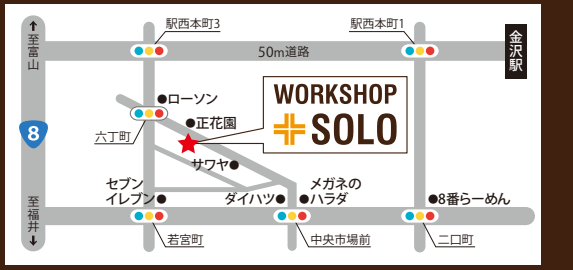 ↑
至富山
駅西本町3
駅西本町1
金沢駅
50m道路
ローソン
WORKSHOP
SOLO
正花園
六丁町
8
サワヤ
セブン
イレブン
ダイハツ
メガネの
ハラダ
8番らーめん
至福井
↓
若宮町
中央市場前
二口町